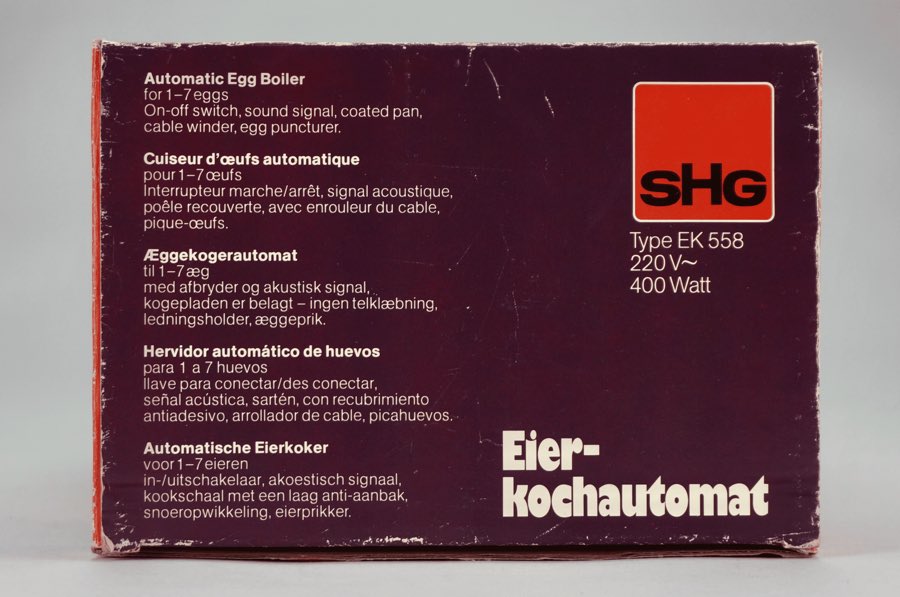 Automatic Egg Boiler
for 1–7 eggs
On-off switch, sound signal, coated pan,
cable winder, egg puncturer.
Cuiseur d'œufs automatique
pour 1–7 œufs
Interrupteur marche/arrêt, signal acoustique,
poêle recouverte, avec enrouleur du cable,
pique-œufs.
Æggekogerautomat
til 1–7 æg
med afbryder og akustisk signal,
kogepladen er belagt – ingen telklæbning,
ledningsholder, æggeprik.
Hervidor automático de huevos
para 1 a 7 huevos
llave para conectar/des conectar,
señal acústica, sartén, con recubrimiento
antiadesivo, arrollador de cable, picahuevos.
Automatische Eierkoker
voor 1–7 eieren
in-/uitschakelaar, akoestisch signaal,
kookschaal met een laag anti-aanbak,
snoeropwikkeling, eierprikker.
SHG
Type EK 558
220 V~
400 Watt
Eier-
kochautomat